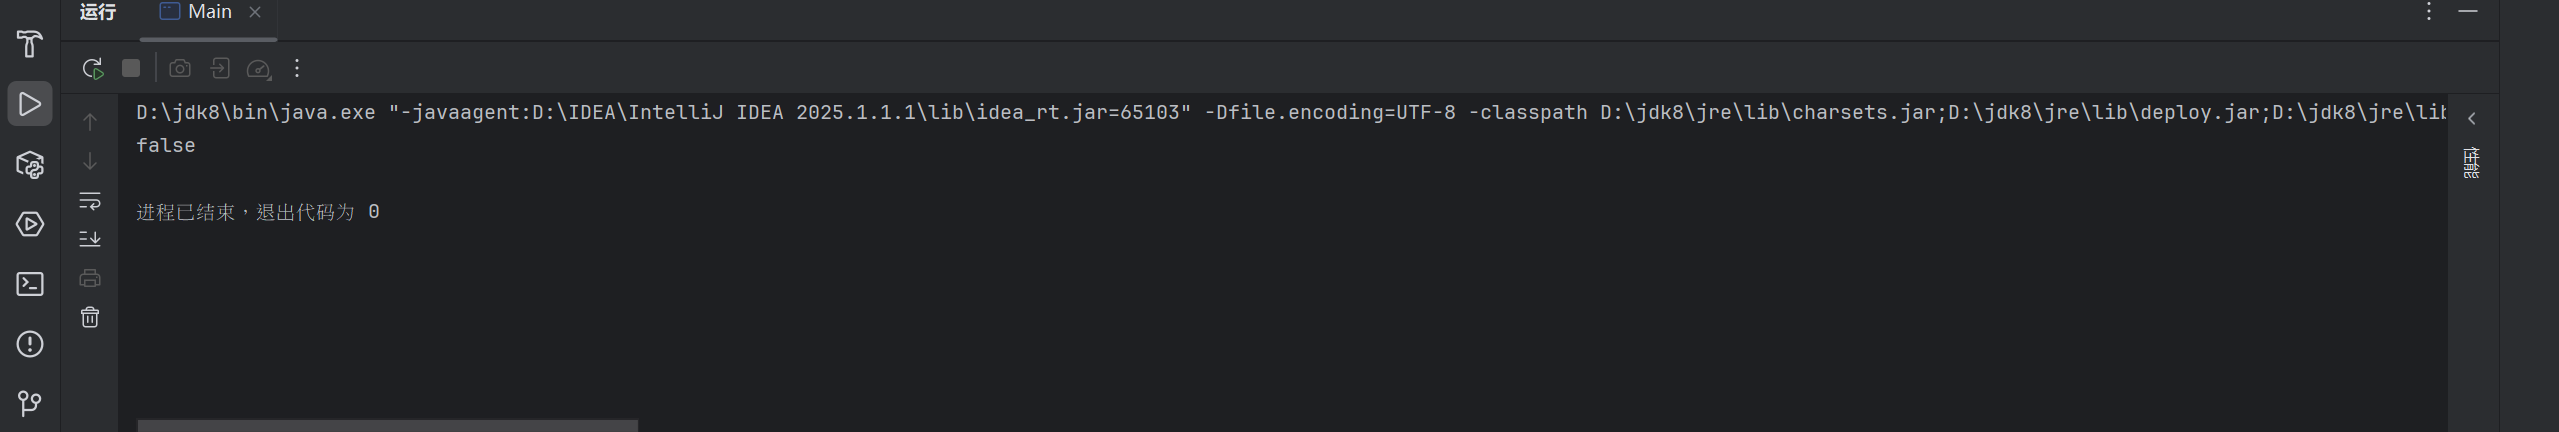 运行 Main
D:\jdk8\bin\java.exe "-javaagent:D:\IDEA\IntelliJ IDEA 2025.1.1.1\lib\idea_rt.jar=65103" -Dfile.encoding=UTF-8 -classpath D:\jdk8\jre\lib\charsets.jar;D:\jdk8\jre\lib\deploy.jar;D:\jdk8\jre\lib
false
进程已结束，退出代码为 0
性能